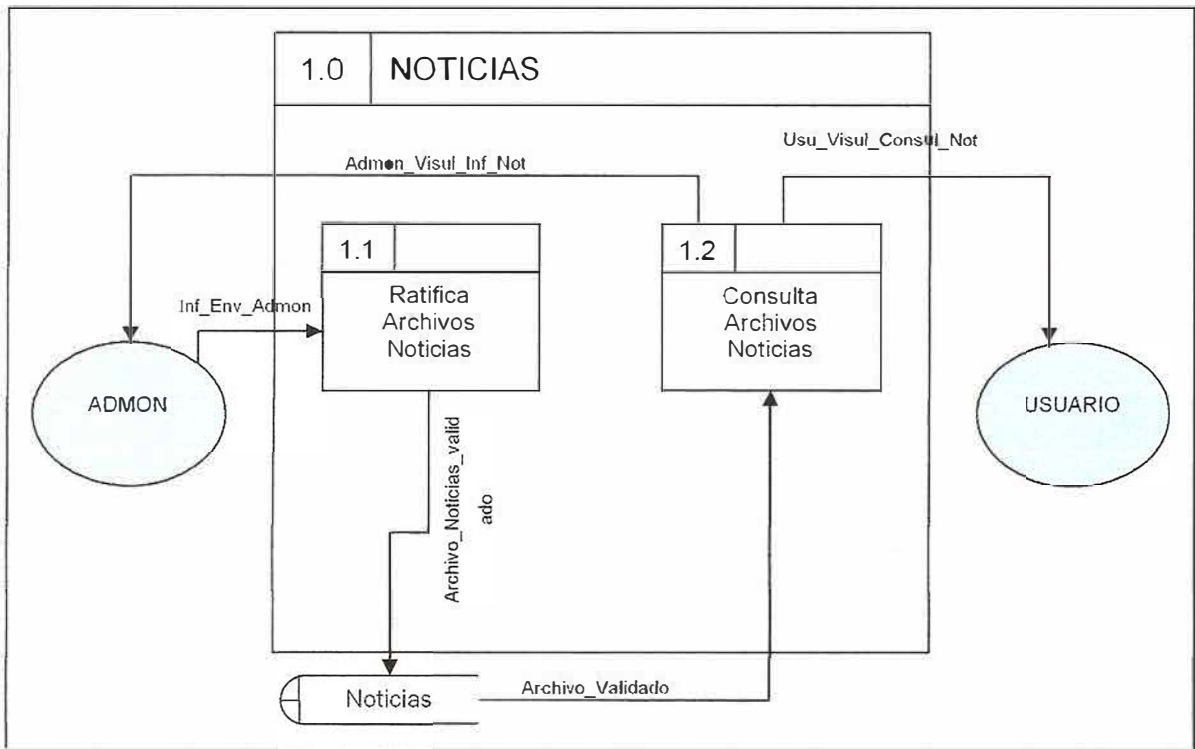 1.0 NOTICIAS
Usu_Visul_Consul_Not
Admon_Visul_Inf_Not
1.1
1.2
Inf_Env_Admon
Ratifica
Archivos
Noticias
Consulta
Archivos
Noticias
ADMON
USUARIO
Archivo_Noticias_valid
ado
Noticias
Archivo_Validado